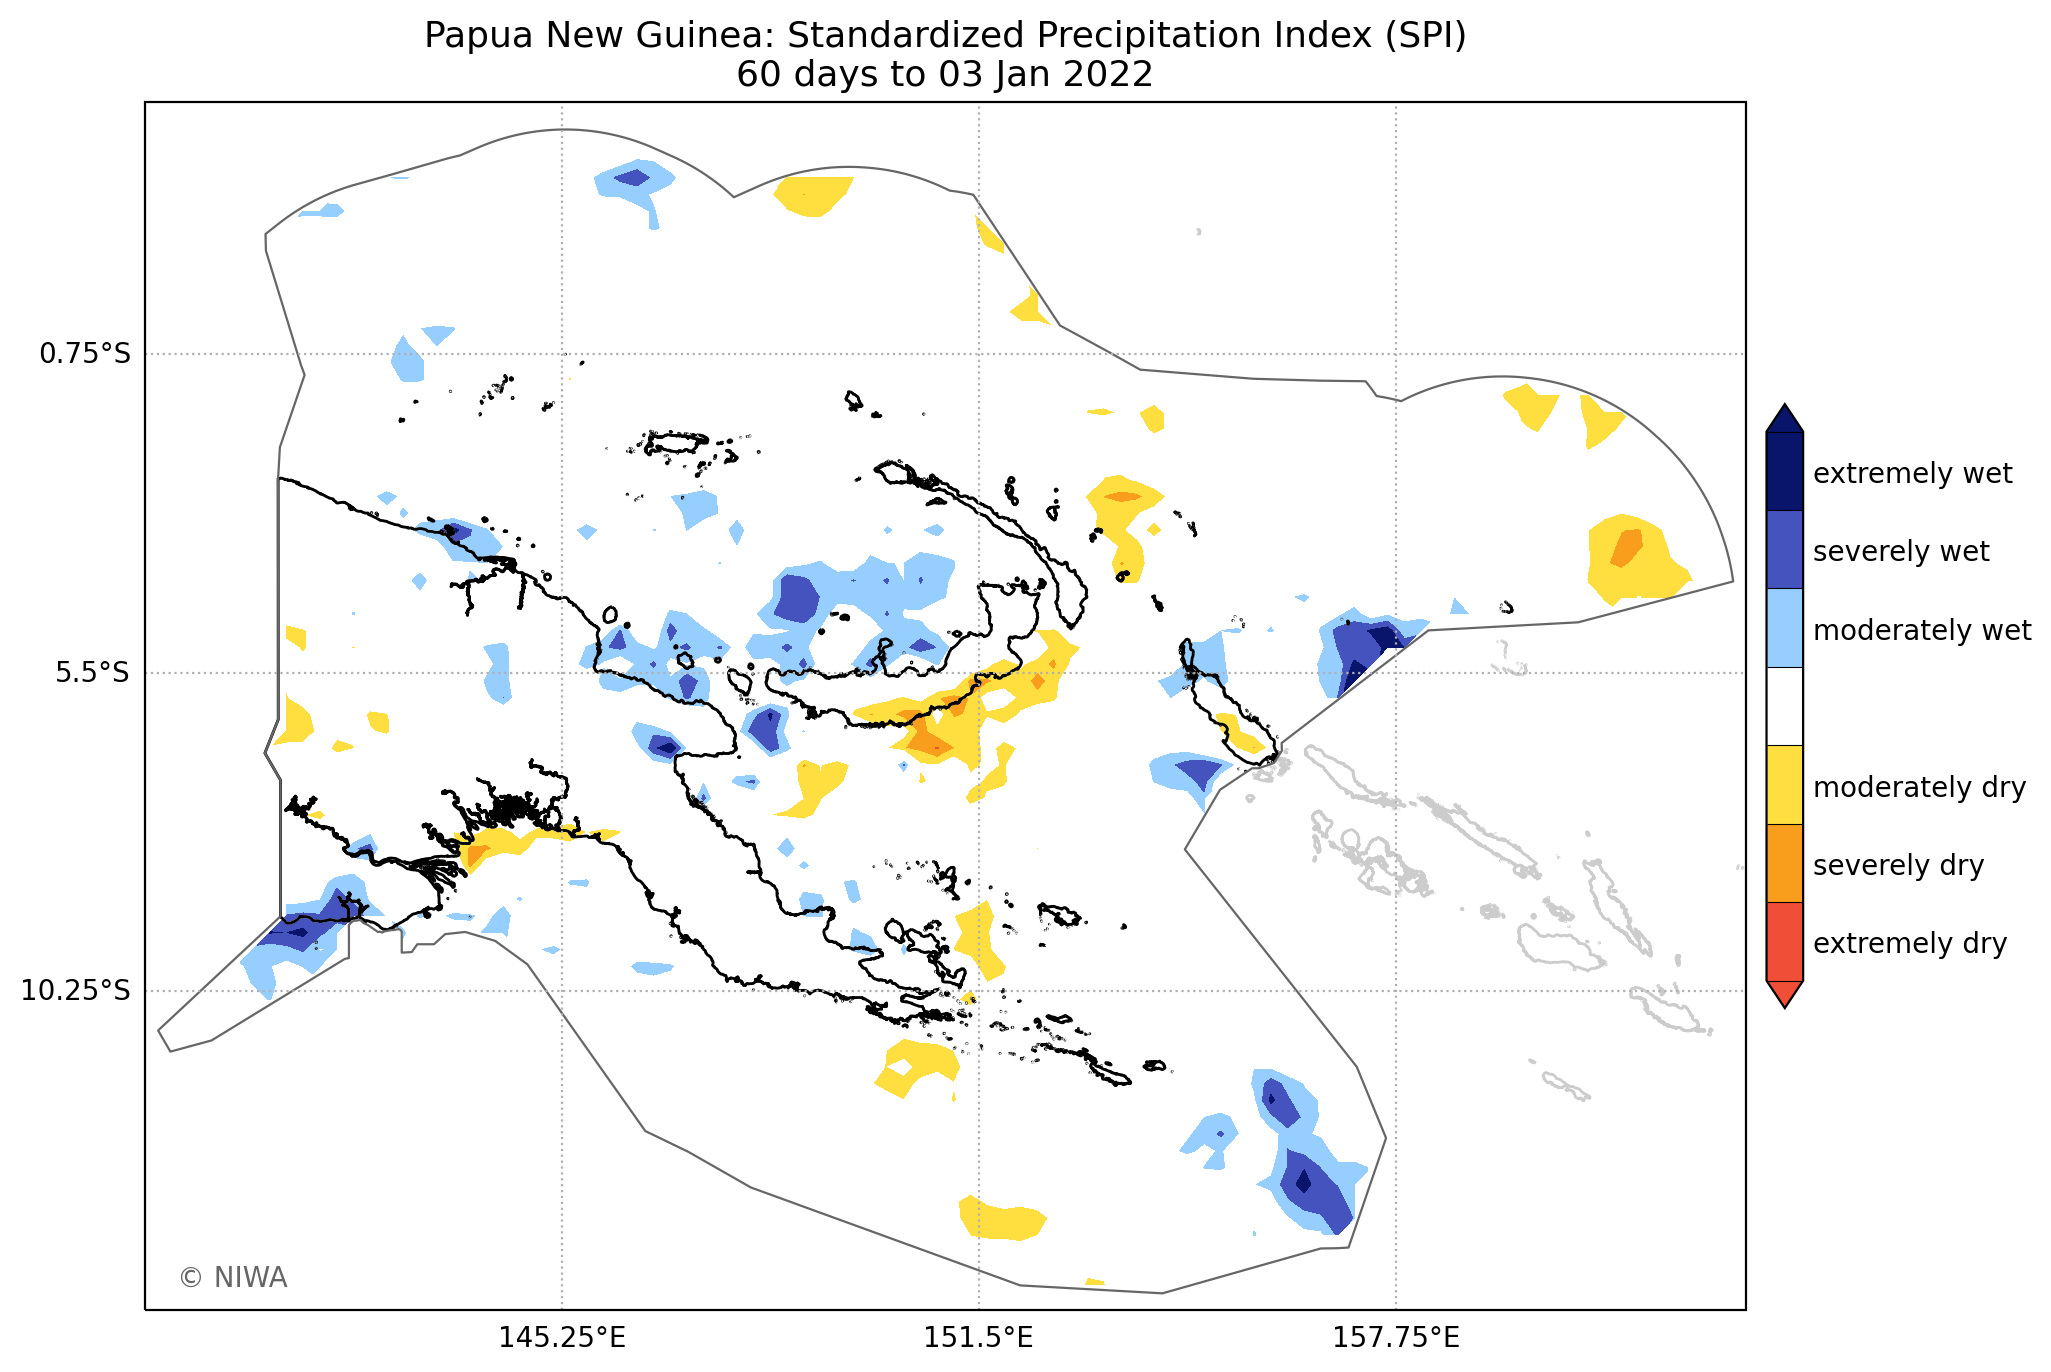 Papua New Guinea: Standardized Precipitation Index (SPI)
60 days to 03 Jan 2022
0.75°S
5.5°S
10.25°S
145.25°E
151.5°E
157.75°E
extremely wet
severely wet
moderately wet
moderately dry
severely dry
extremely dry
© NIWA